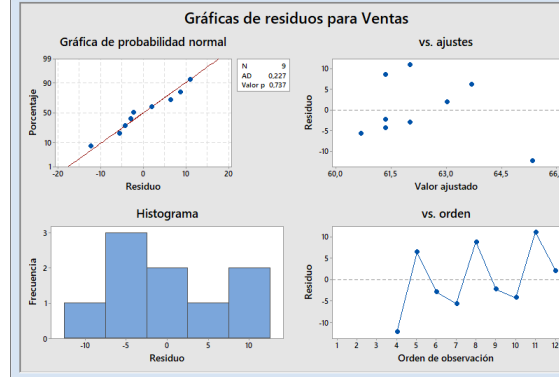 Gráficas de residuos para Ventas
Gráfica de probabilidad normal
99
90
50
10
1
Porcentaje
-20 -10 0 10 20
Residuo
N 9
AD 0,227
Valor p 0,737
vs. ajustes
10
5
0
-5
-10
Residuo
60,0 61,5 63,0 64,5 66,
Valor ajustado
Histograma
3
2
1
0
Frecuencia
-10 -5 0 5 10
Residuo
vs. orden
10
5
0
-5
-10
Residuo
1 2 3 4 5 6 7 8 9 10 11 12
Orden de observación